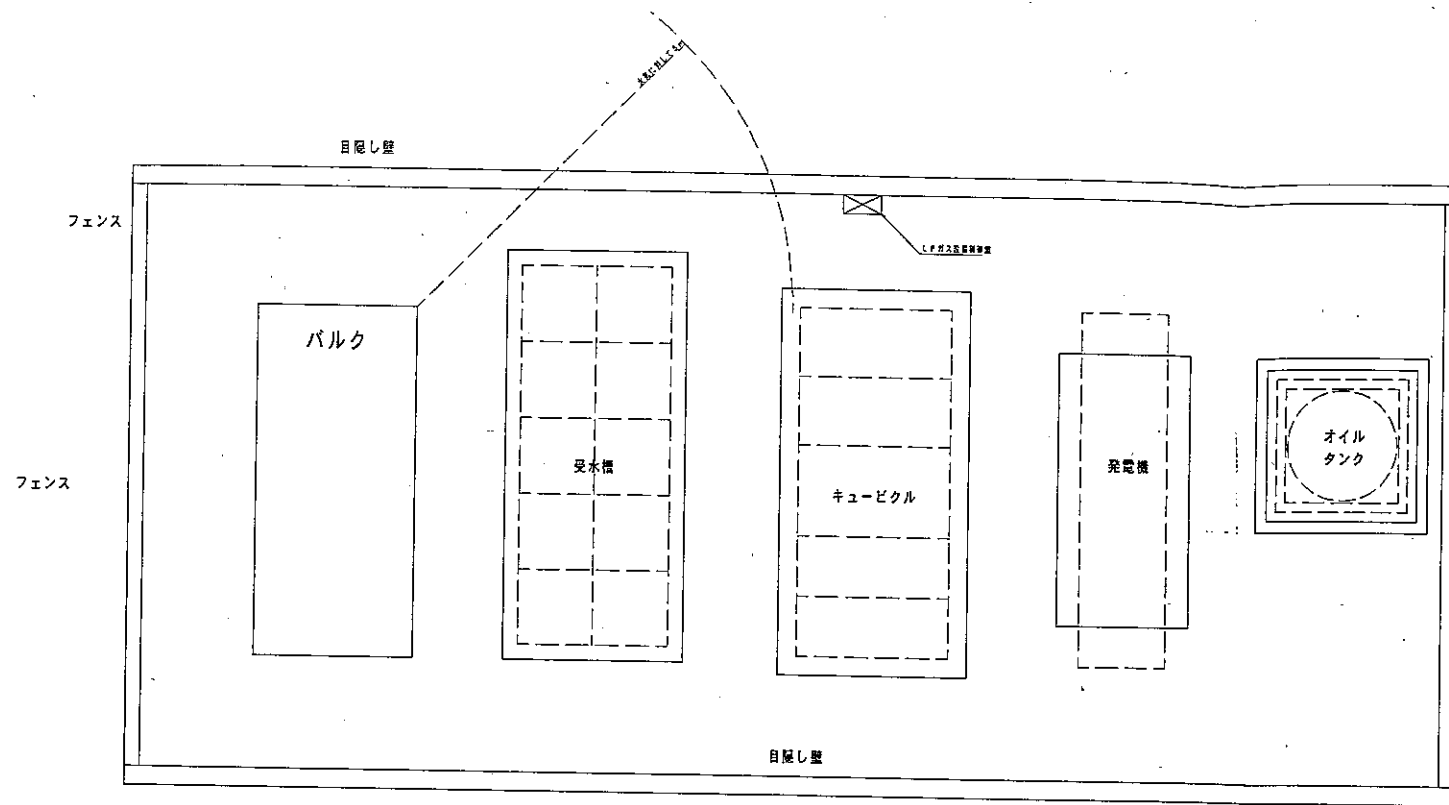 目隠し壁
フェンス
バルク
受水槽
キュービクル
発電機
オイル
タンク
フェンス
目隠し壁